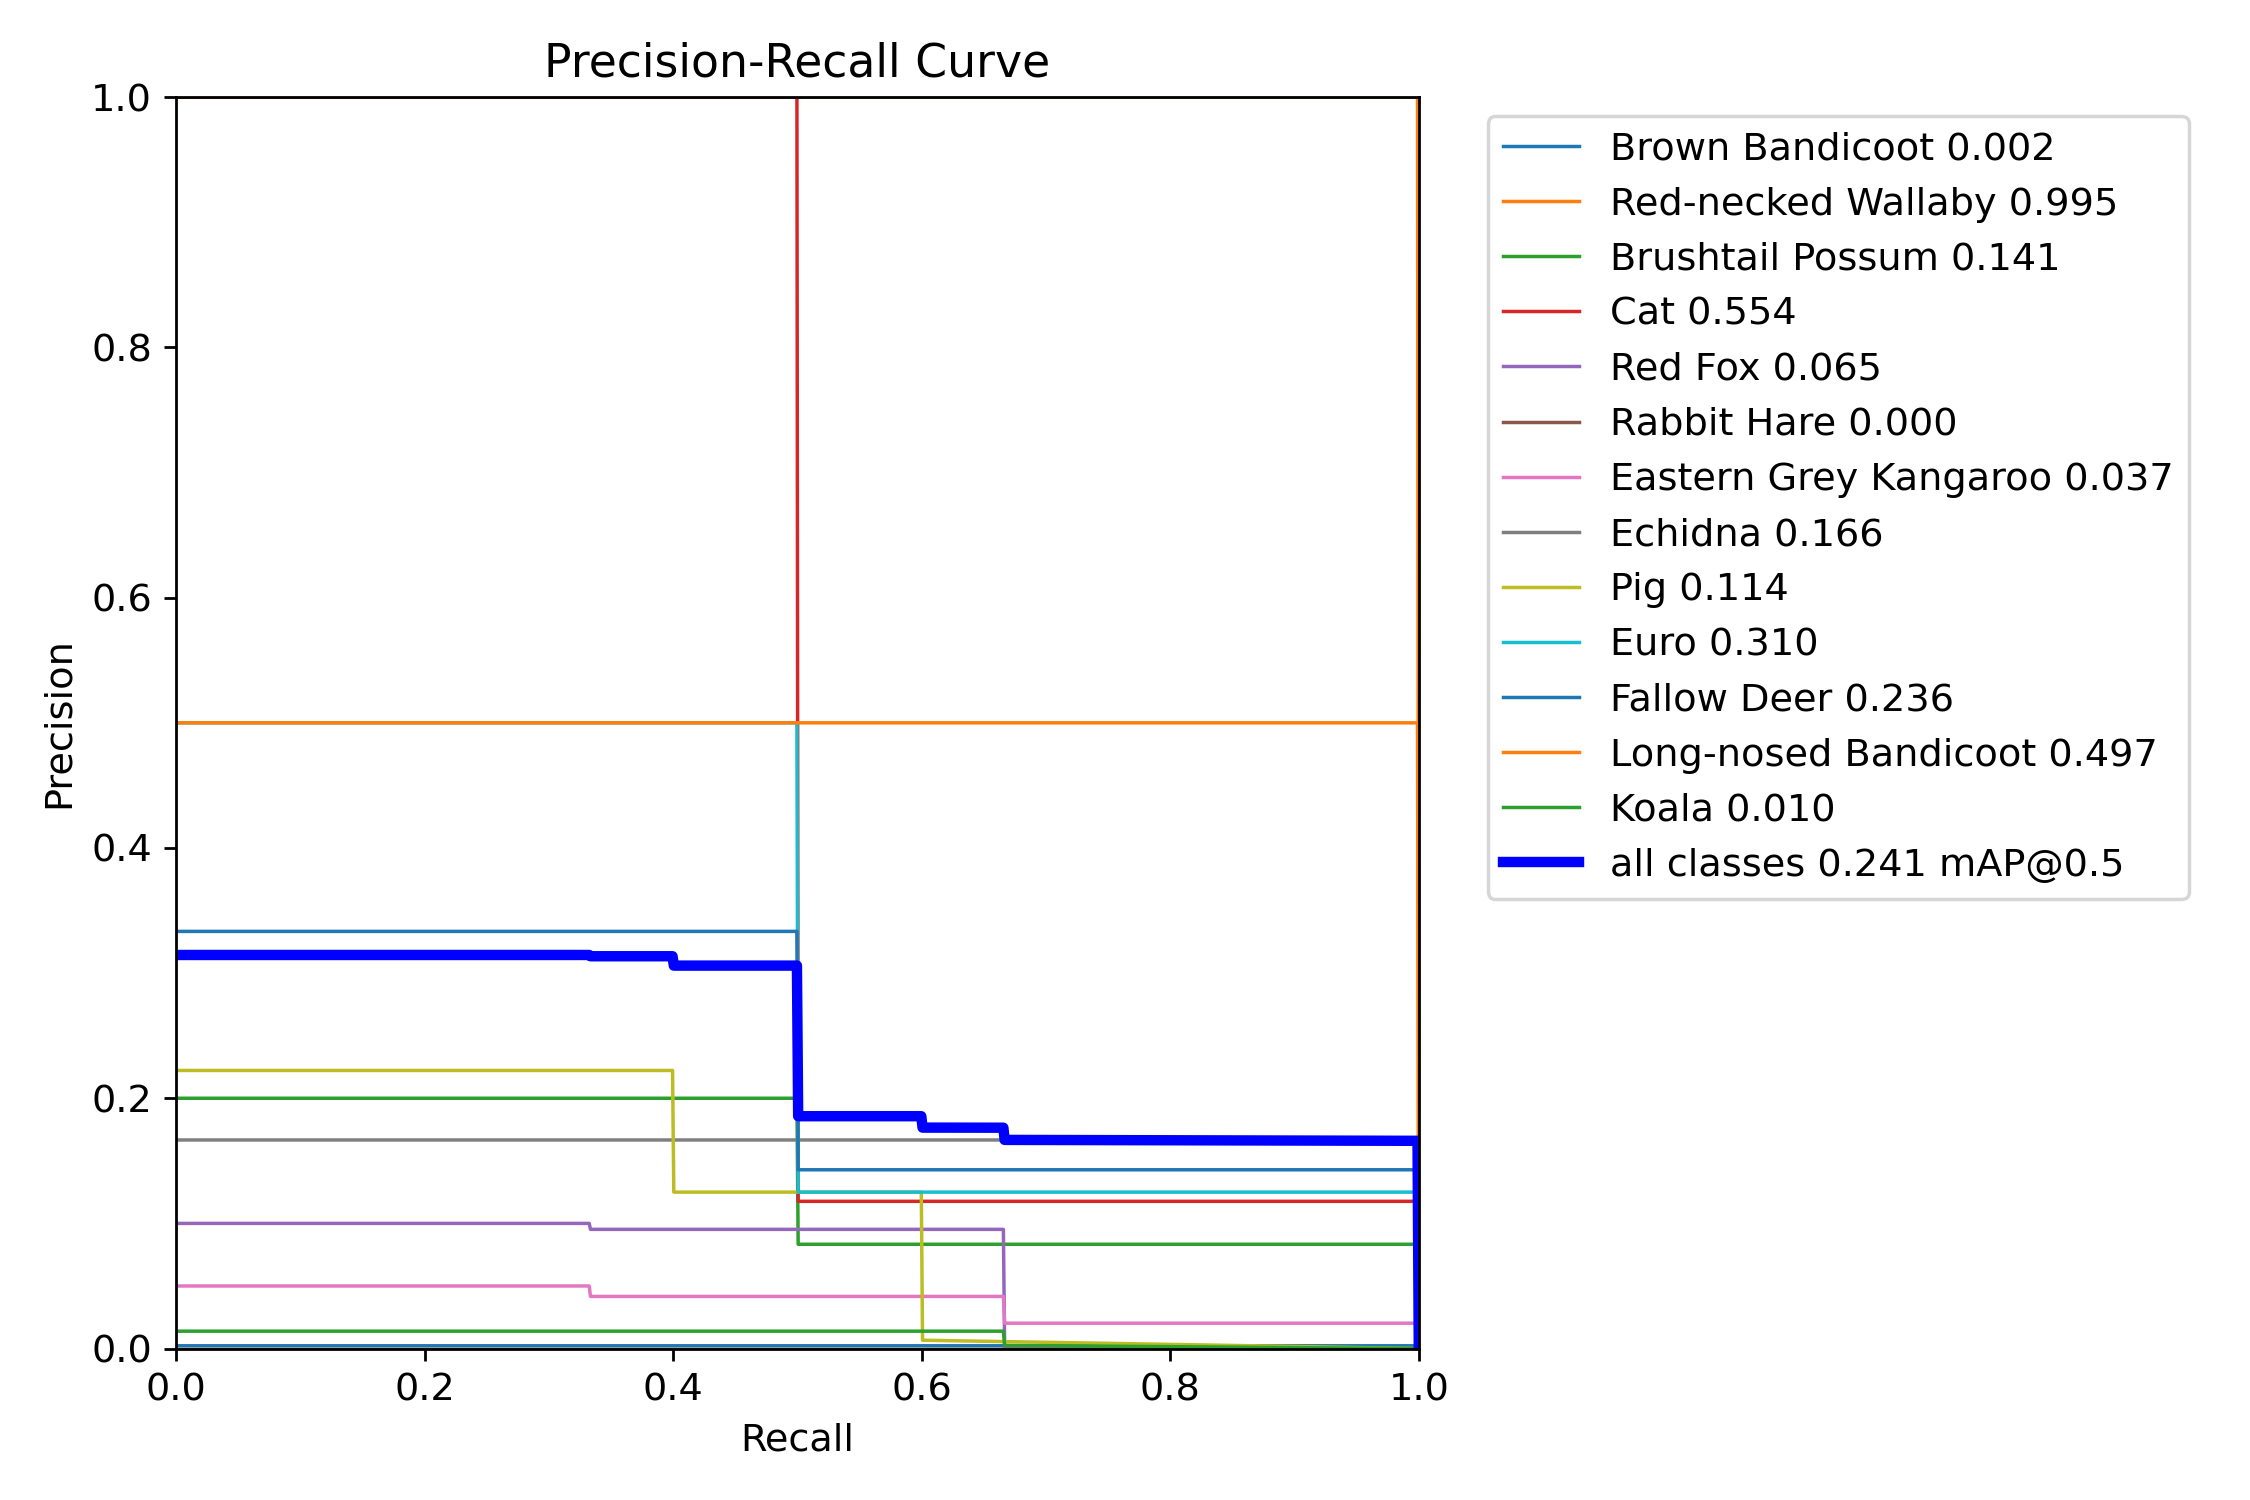 Precision-Recall Curve
1.0
0.8
0.6
0.4
0.2
0.0
Precision
0.0 0.2 0.4 0.6 0.8 1.0
Recall
Brown Bandicoot 0.002
Red-necked Wallaby 0.995
Brushtail Possum 0.141
Cat 0.554
Red Fox 0.065
Rabbit Hare 0.000
Eastern Grey Kangaroo 0.037
Echidna 0.166
Pig 0.114
Euro 0.310
Fallow Deer 0.236
Long-nosed Bandicoot 0.497
Koala 0.010
all classes 0.241 mAP@0.5